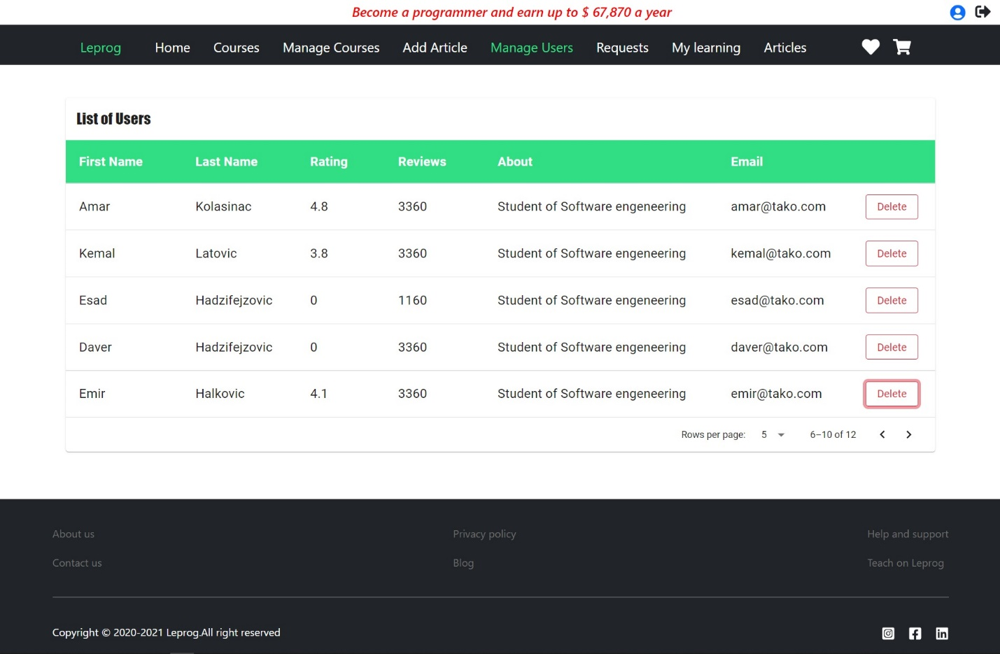 Become a programmer and earn up to $ 67,870 a year
Leprog Home Courses Manage Courses Add Article Manage Users Requests My learning Articles
List of Users
First Name Last Name Rating Reviews About Email
Amar Kolasinac 4.8 3360 Student of Software engeneering amar@tako.com Delete
Kemal Latovic 3.8 3360 Student of Software engeneering kemal@tako.com Delete
Esad Hadzifejzovic 0 1160 Student of Software engeneering esad@tako.com Delete
Daver Hadzifejzovic 0 3360 Student of Software engeneering daver@tako.com Delete
Emir Halkovic 4.1 3360 Student of Software engeneering emir@tako.com Delete
Rows per page: 5 6–10 of 12
About us Privacy policy Help and support
Contact us Blog Teach on Leprog
Copyright © 2020-2021 Leprog.All right reserved